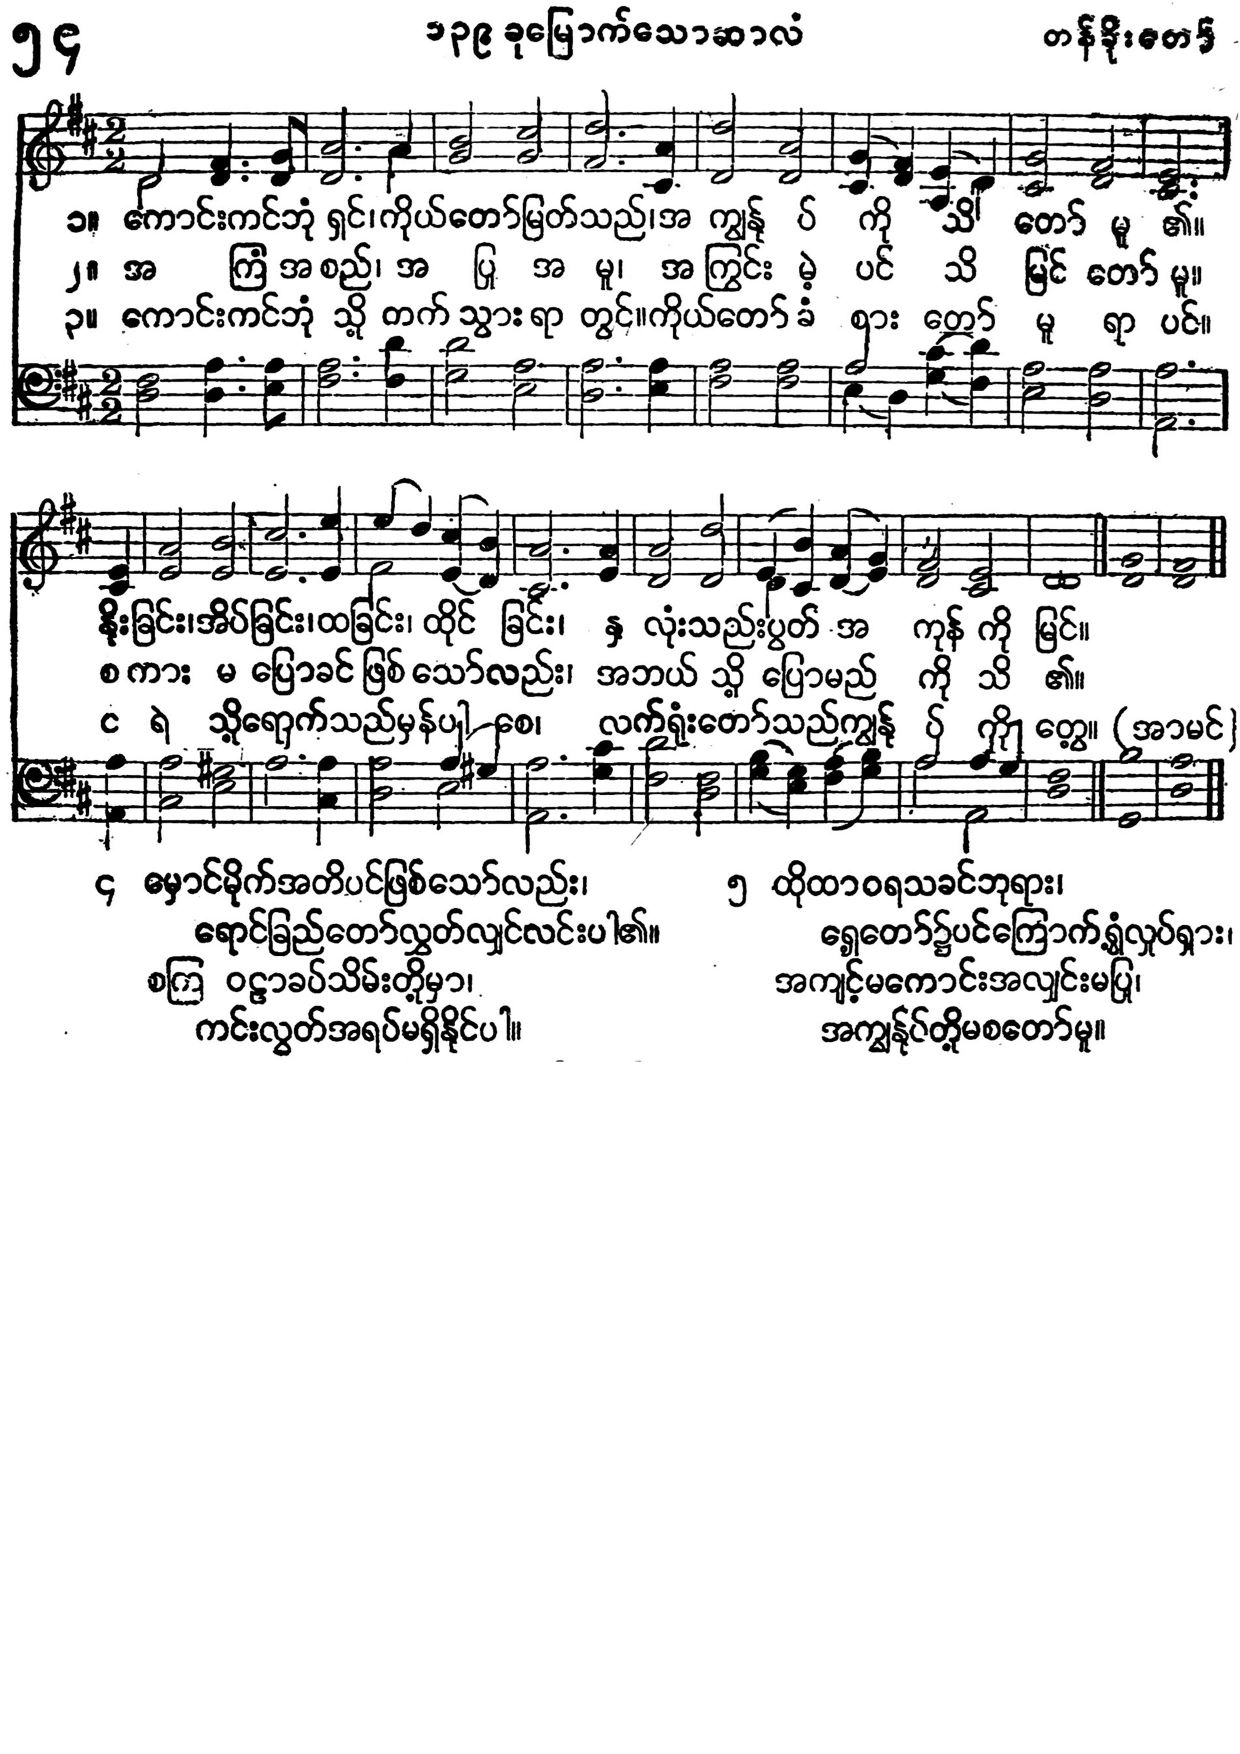 ၅၄
၁၃၉ ခုမြောက်သောဆာလံ
တန်ခိုးတော်
၁။ ကောင်းကင်ဘုံ ရှင်၊ကိုယ်တော်မြတ်သည်၊အ ကျွန်ု ပ် ကို သိ တော် မူ ၏။
၂။ အ ကြံ အ စည်၊ အ ပြု အ မူ၊ အ ကြွင်း မဲ့ ပင် သိ မြင် တော် မူ။
၃။ ကောင်းကင်ဘုံ သို့ တက် သွား ရာ တွင်။ကိုယ်တော် ခံ စား တော် မူ ရာ ပင်။
နိုးခြင်း၊အိပ်ခြင်း၊ထခြင်း၊ ထိုင် ခြင်း၊ နှ လုံးသည်းပွတ် အ ကုန် ကို မြင်။
စ ကား မ ပြောခင် ဖြစ် သော်လည်း၊ အဘယ် သို့ ပြောမည် ကို သိ ၏။
ငရဲ သို့ရောက်သည်မှန်ပါ စေ၊ လက်ရုံးတော်သည်ကျွန်ု ပ် ကို တွေ့။ (အာမင်)
၄ မှောင်မိုက်အတိပင်ဖြစ်သော်လည်း၊
ရောင်ခြည်တော်လွှတ်လျှင်လင်းပါ၏။
စကြ ဝဠာခပ်သိမ်းတို့မှာ၊
ကင်းလွတ်အရပ်မရှိနိုင်ပါ။
၅ ထိုထာဝရသခင်ဘုရား၊
ရှေ့တော်၌ပင်ကြောက်ရွံ့လှုပ်ရှား၊
အကျင့်မကောင်းအလျှင်းမပြု၊
အကျွန်ုပ်တို့မစတော်မူ။